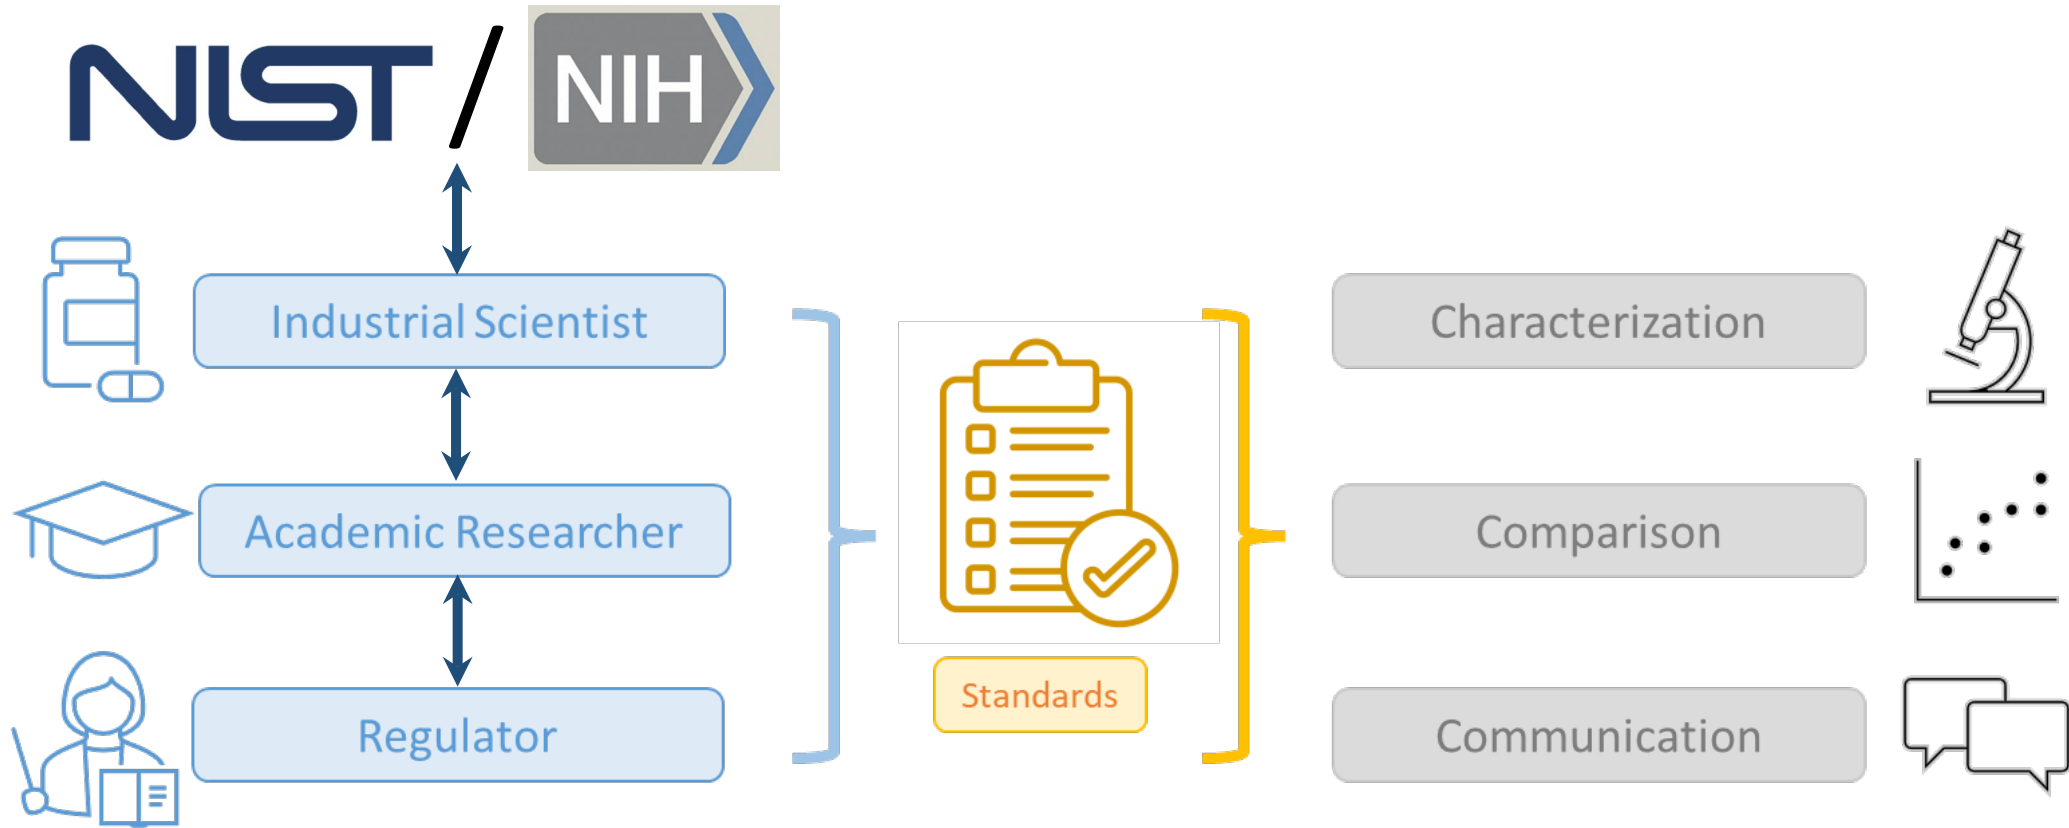 NIST / NIH
Industrial Scientist
Academic Researcher
Regulator
Standards
Characterization
Comparison
Communication